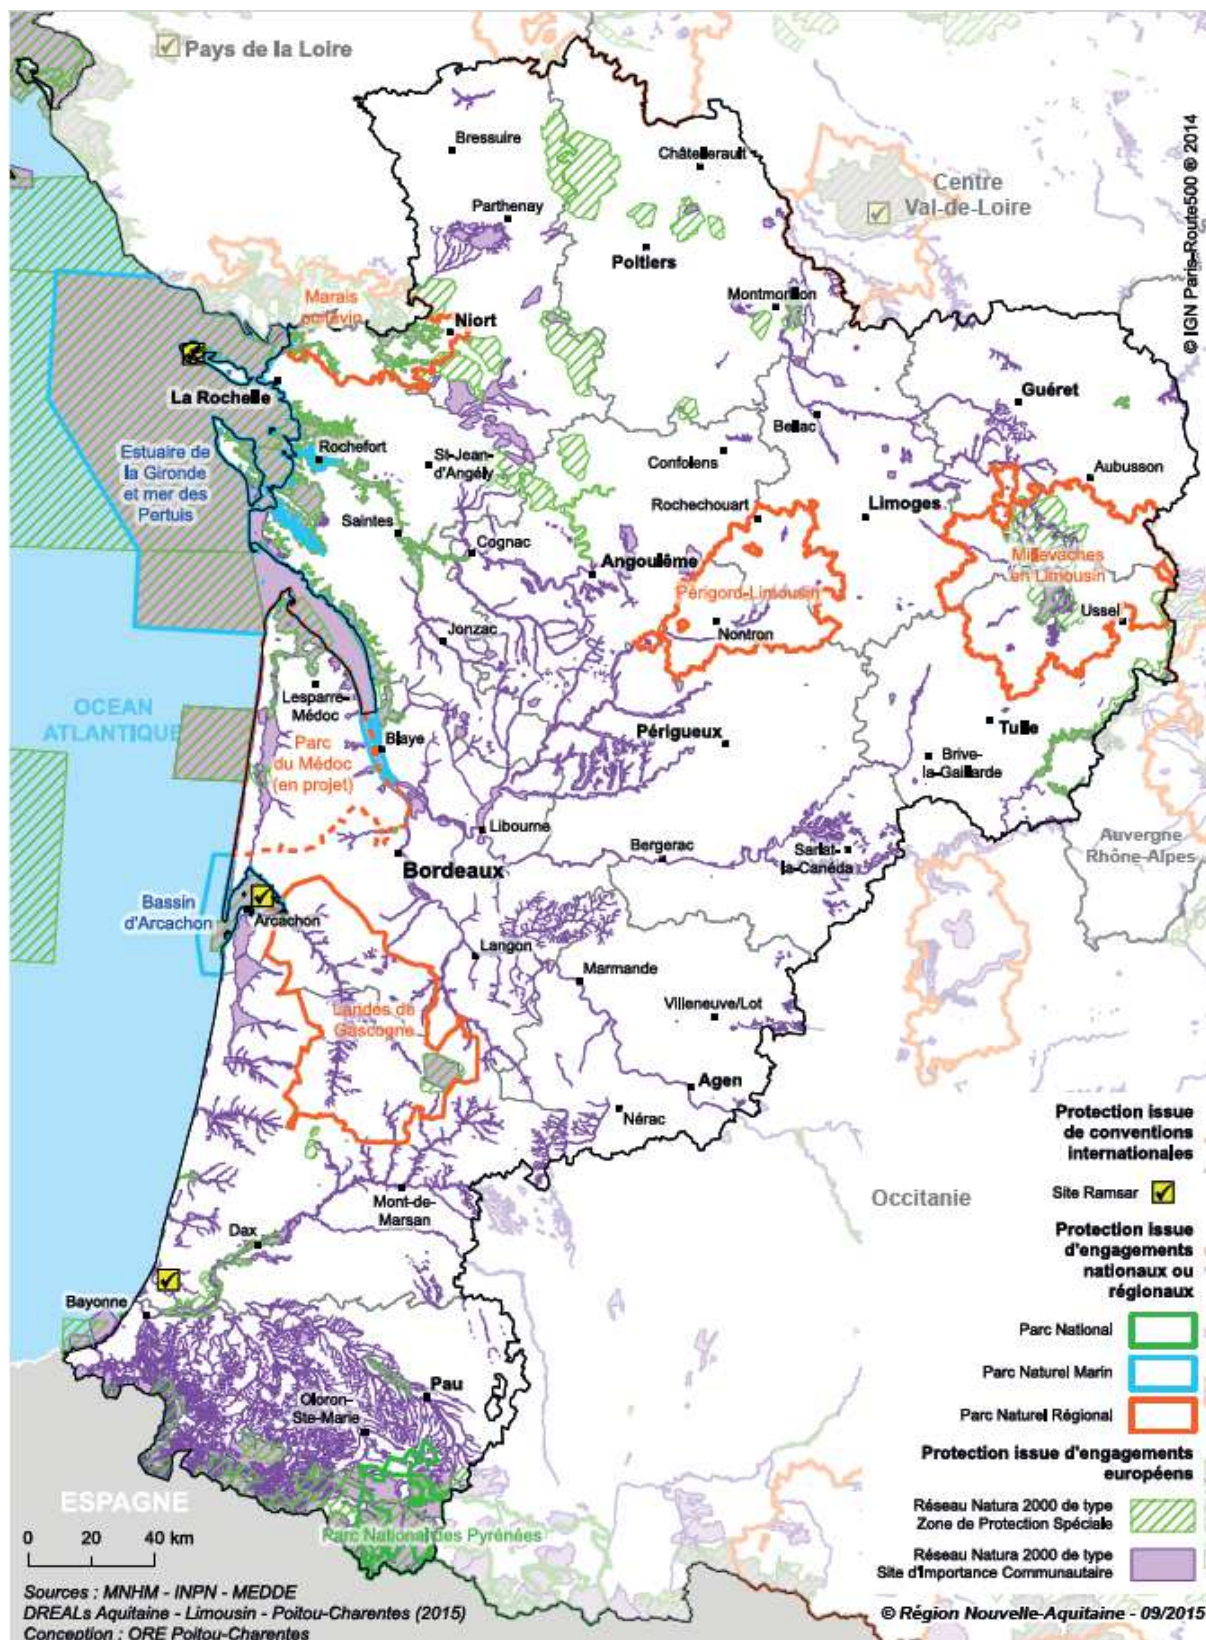 Pays de la Loire
© IGN Paris-Route500 ® 2014
Bressuire
Châtellerault
Centre
Val-de-Loire
Parthenay
Poitiers
Montmorillon
Marais
poitevin
Niort
La Rochelle
Guéret
Bellac
Estuaire de
la Gironde
et mer des
Pertuis
Rochefort
St-Jean-
d'Angély
Confolens
Aubusson
Rochechouart
Limoges
Saintes
Cognac
Angoulême
Millevaches
en Limousin
Périgord-Limousin
Ussel
Nontron
Jonzac
Lesparre-
Médoc
OCEAN
ATLANTIQUE
Parc
du Médoc
(en projet)
Blaye
Périgueux
Tulle
Brive-
la-Gaillarde
Libourne
Bergerac
Sarlat-
la-Canéda
Auvergne
Rhône-Alpes
Bordeaux
Bassin
d'Arcachon
Arcachon
Langon
Marmande
Villeneuve/Lot
Landes de
Gascogne
Agen
Nérac
Occitanie
Mont-de-
Marsan
Dax
Bayonne
Pau
Oloron-
Ste-Marie
ESPAGNE
Parc National des Pyrénées
0 20 40 km
Protection issue
de conventions
internationales
Site Ramsar
Protection issue
d'engagements
nationaux ou
régionaux
Parc National
Parc Naturel Marin
Parc Naturel Régional
Protection issue d'engagements
européens
Réseau Natura 2000 de type
Zone de Protection Spéciale
Réseau Natura 2000 de type
Site d'Importance Communautaire
Sources : MNHM - INPN - MEDDE
DREALs Aquitaine - Limousin - Poitou-Charentes (2015)
Conception : ORE Poitou-Charentes
© Région Nouvelle-Aquitaine - 09/2015